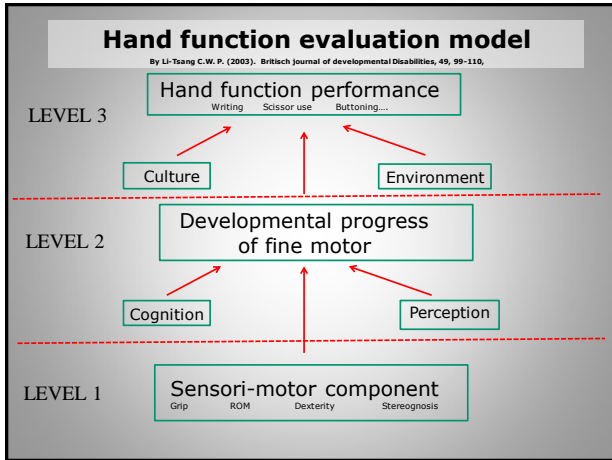 Hand function evaluation model
By Li-Tsang C.W. P. (2003). Britisch journal of developmental Disabilities, 49, 99-110,
Hand function performance
Writing Scissor use Buttoning....
LEVEL 3
Culture Environment
Developmental progress
of fine motor
LEVEL 2
Cognition Perception
Sensori-motor component
LEVEL 1
Grip ROM Dexterity Stereognosis